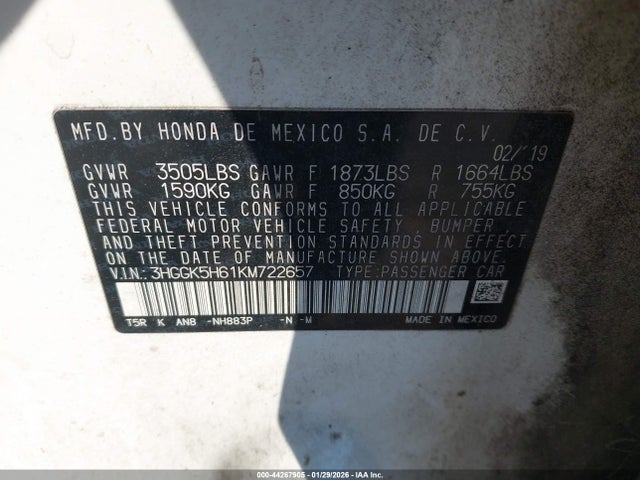 MFD.BY HONDA DE MEXICO S.A. DE C.V.
02/'19
GVWR 3505LBS GAWR F 1873LBS R 1664LBS
GVWR 1590KG GAWR F 850KG R 755KG
THIS VEHICLE CONFORMS TO ALL APPLICABLE
FEDERAL MOTOR VEHICLE SAFETY, BUMPER,
AND THEFT PREVENTION STANDARDS IN EFFECT
ON THE DATE OF MANUFACTURE SHOWN ABOVE.
V.I.N.: 3HGGK5H61KM722657 TYPE:PASSENGER CAR
T5R K AN8 -NH883P -N -M MADE IN MEXICO
000-44267905 - 01/29/2026 - IAA Inc.